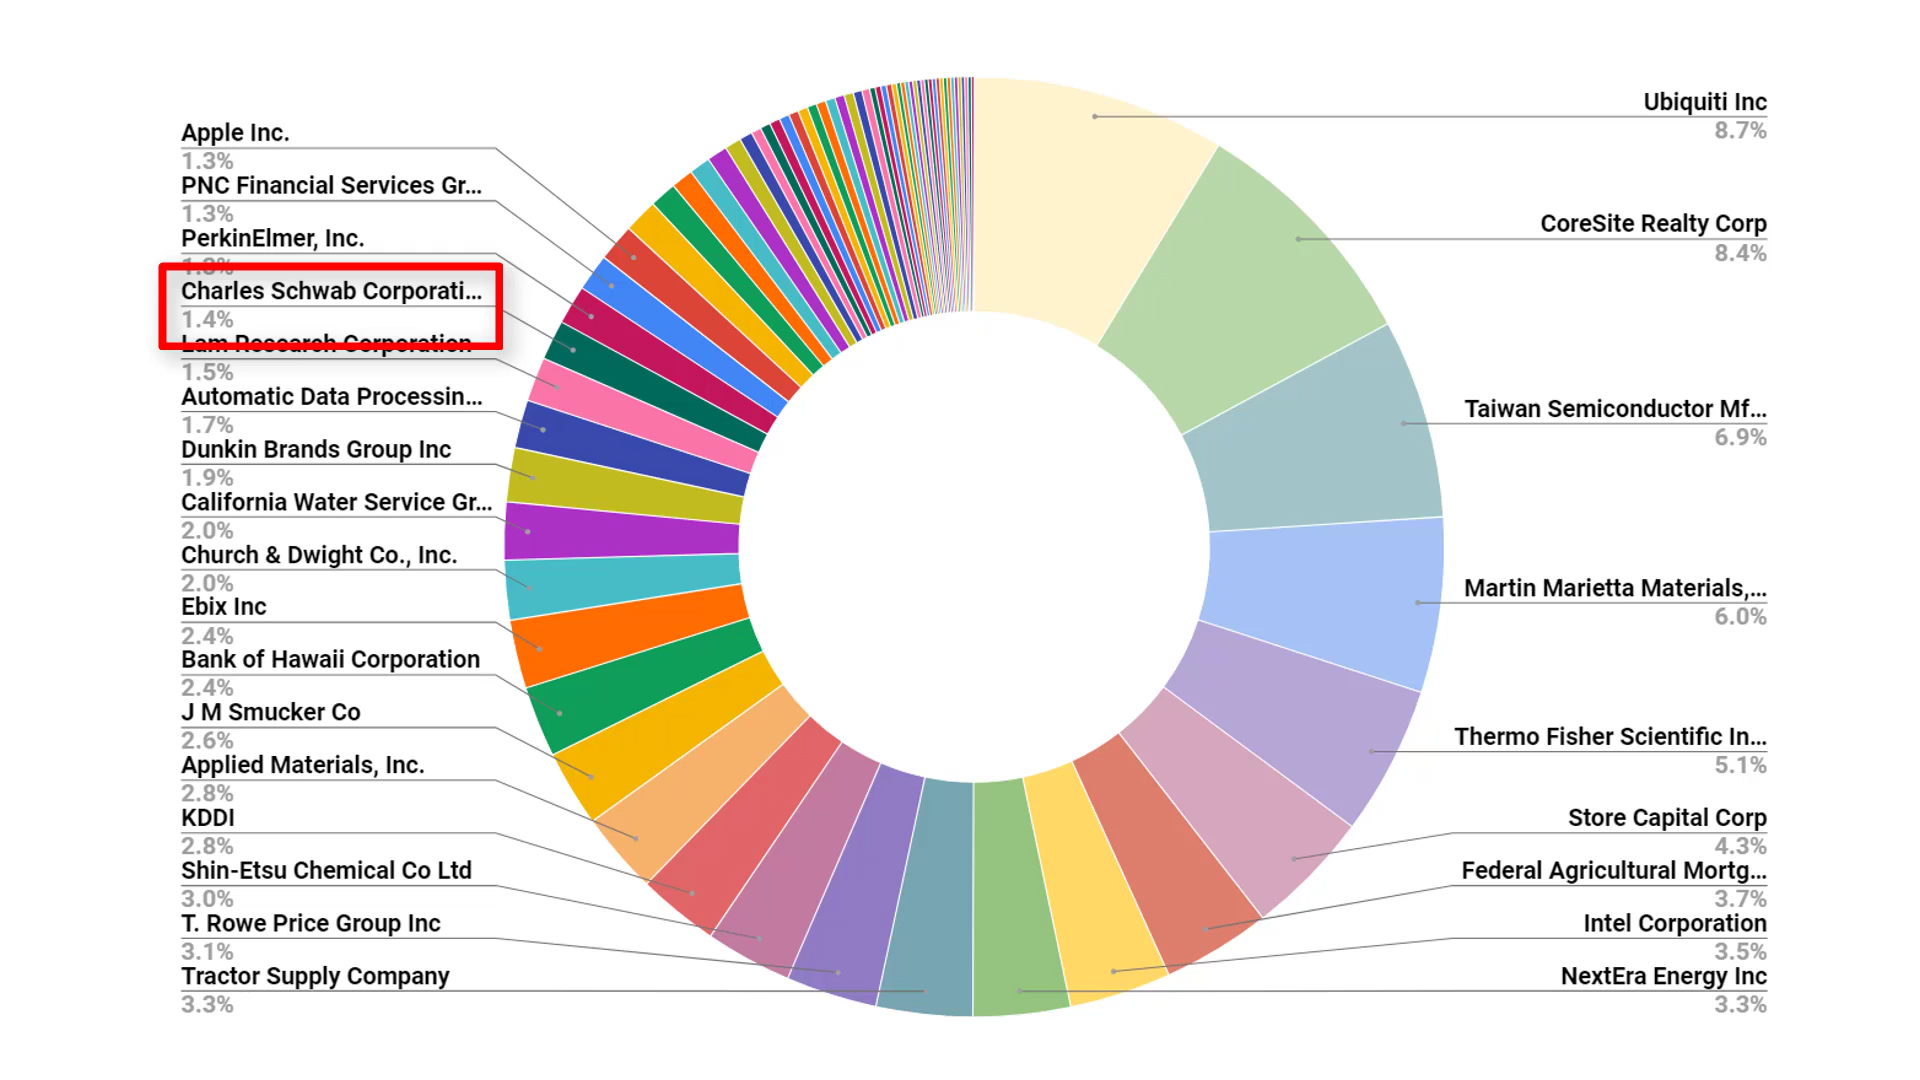 Apple Inc.
1.3%
PNC Financial Services Gr...
1.3%
PerkinElmer, Inc.
1.3%
Charles Schwab Corporati...
1.4%
Lam Research Corporation
1.5%
Automatic Data Processin...
1.7%
Dunkin Brands Group Inc
1.9%
California Water Service Gr...
2.0%
Church & Dwight Co., Inc.
2.0%
Ebix Inc
2.4%
Bank of Hawaii Corporation
2.4%
J M Smucker Co
2.6%
Applied Materials, Inc.
2.8%
KDDI
2.8%
Shin-Etsu Chemical Co Ltd
3.0%
T. Rowe Price Group Inc
3.1%
Tractor Supply Company
3.3%
Ubiquiti Inc
8.7%
CoreSite Realty Corp
8.4%
Taiwan Semiconductor Mf...
6.9%
Martin Marietta Materials,...
6.0%
Thermo Fisher Scientific In...
5.1%
Store Capital Corp
4.3%
Federal Agricultural Mortg...
3.7%
Intel Corporation
3.5%
NextEra Energy Inc
3.3%